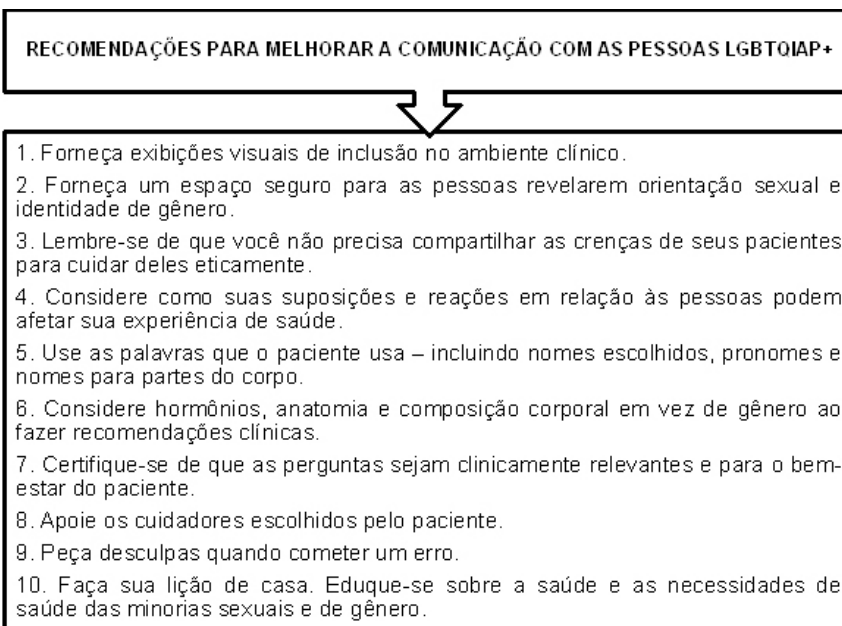 RECOMENDAÇÕES PARA MELHORAR A COMUNICAÇÃO COM AS PESSOAS LGBTQIAP+
1. Forneça exibições visuais de inclusão no ambiente clínico.
2. Forneça um espaço seguro para as pessoas revelarem orientação sexual e
identidade de gênero.
3. Lembre-se de que você não precisa compartilhar as crenças de seus pacientes
para cuidar deles eticamente.
4. Considere como suas suposições e reações em relação às pessoas podem
afetar sua experiência de saúde.
5. Use as palavras que o paciente usa – incluindo nomes escolhidos, pronomes e
nomes para partes do corpo.
6. Considere hormônios, anatomia e composição corporal em vez de gênero ao
fazer recomendações clínicas.
7. Certifique-se de que as perguntas sejam clinicamente relevantes e para o bem-
estar do paciente.
8. Apoie os cuidadores escolhidos pelo paciente.
9. Peça desculpas quando cometer um erro.
10. Faça sua lição de casa. Eduque-se sobre a saúde e as necessidades de
saúde das minorias sexuais e de gênero.